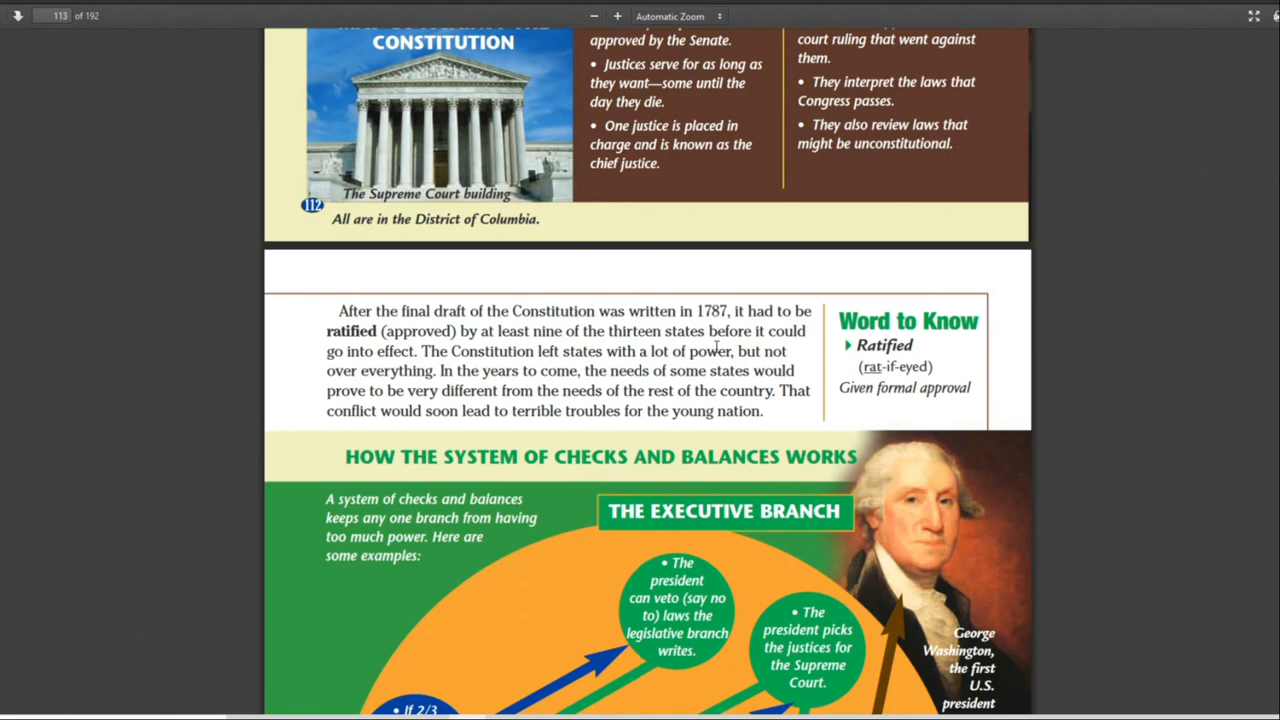 113 of 192
Automatic Zoom
CONSTITUTION
The Supreme Court building
112
All are in the District of Columbia.
approved by the Senate.
• Justices serve for as long as
they want—some until the
day they die.
• One justice is placed in
charge and is known as the
chief justice.
court ruling that went against
them.
• They interpret the laws that
Congress passes.
• They also review laws that
might be unconstitutional.
After the final draft of the Constitution was written in 1787, it had to be
ratified (approved) by at least nine of the thirteen states before it could
go into effect. The Constitution left states with a lot of power, but not
over everything. In the years to come, the needs of some states would
prove to be very different from the needs of the rest of the country. That
conflict would soon lead to terrible troubles for the young nation.
Word to Know
Ratified
(rat-if-eyed)
Given formal approval
HOW THE SYSTEM OF CHECKS AND BALANCES WORKS
A system of checks and balances
keeps any one branch from having
too much power. Here are
some examples:
THE EXECUTIVE BRANCH
• The
president
can veto (say no
to) laws the
legislative branch
writes.
• The
president picks
the justices for
the Supreme
Court.
George
Washington,
the first
U.S.
president
• If 2/3